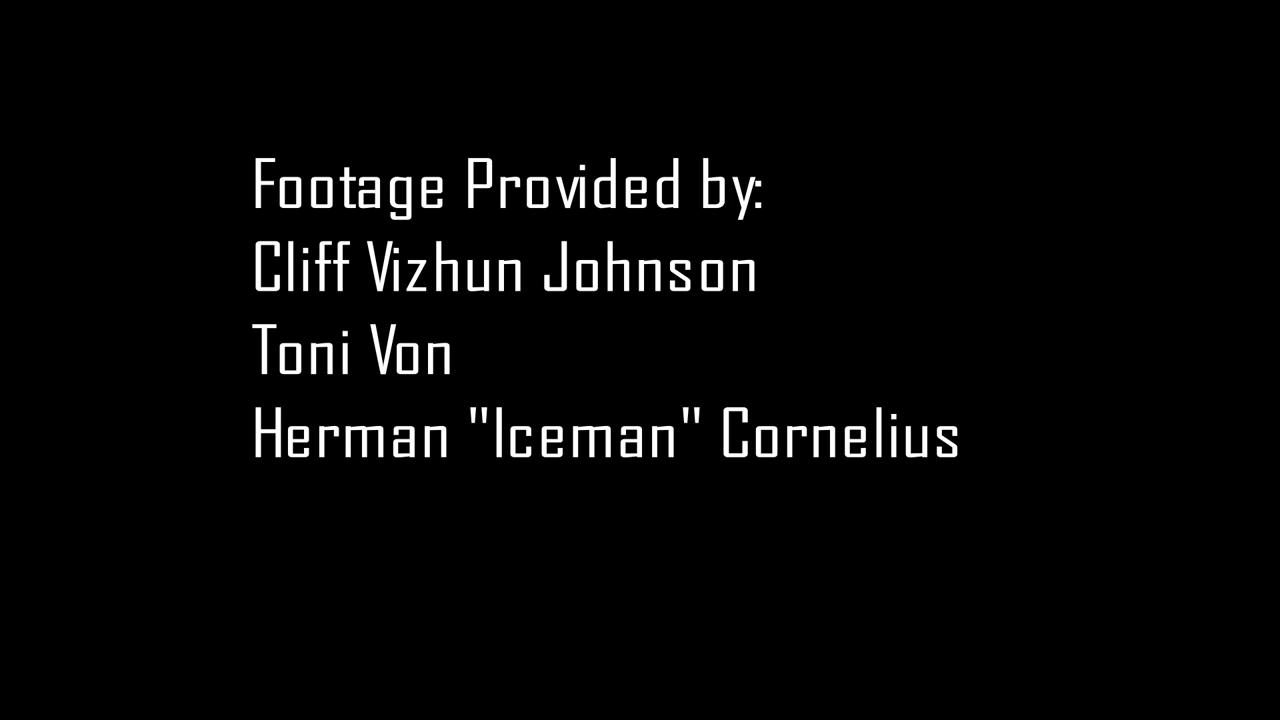 Footage Provided by:
Cliff Vizhun Johnson
Toni Von
Herman "Iceman" Cornelius